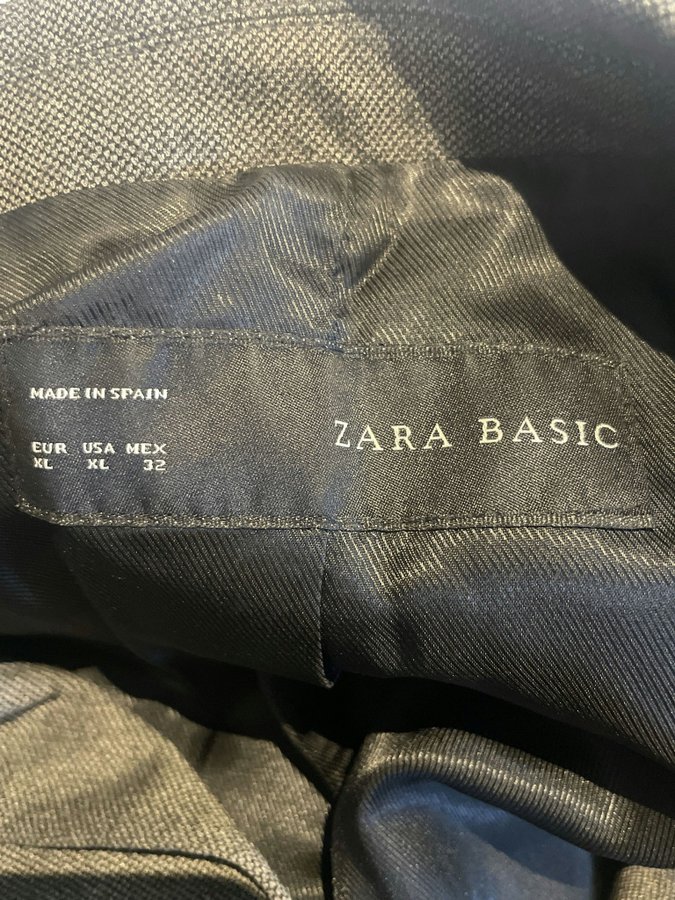 MADE IN SPAIN
ZARA BASIC
EUR USA MEX
XL XL 32